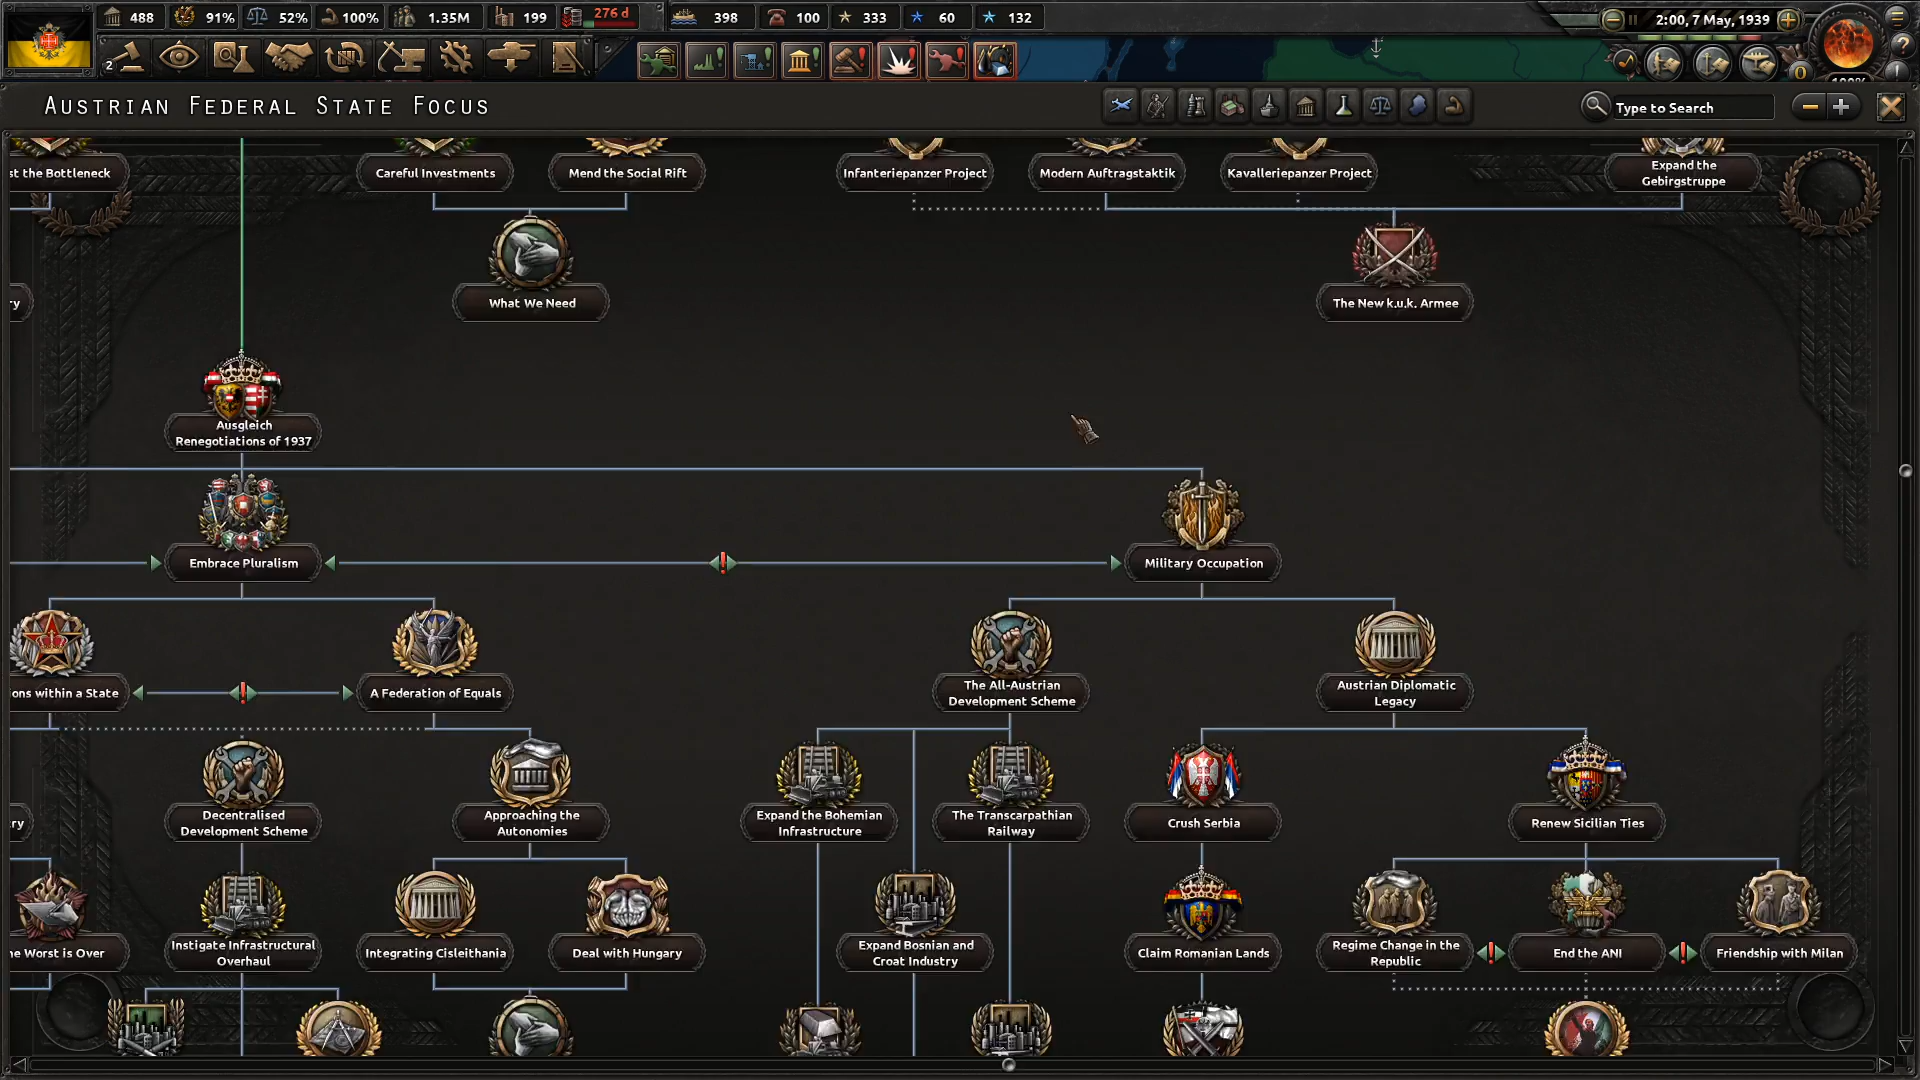 488
91%
52%
100%
1.35M
199
276 d
398
100
333
60
132
2:00, 7 May, 1939
2
0
100%
Austrian Federal State Focus
Type to Search
st the Bottleneck
Careful Investments
Mend the Social Rift
Infanteriepanzer Project
Modern Auftragstaktik
Kavalleriepanzer Project
Expand the
Gebirgstruppe
ry
What We Need
The New k.u.k. Armee
Ausgleich
Renegotiations of 1937
Embrace Pluralism
Military Occupation
ions within a State
A Federation of Equals
The All-Austrian
Development Scheme
Austrian Diplomatic
Legacy
ry
Decentralised
Development Scheme
Approaching the
Autonomies
Expand the Bohemian
Infrastructure
The Transcarpathian
Railway
Crush Serbia
Renew Sicilian Ties
he Worst is Over
Instigate Infrastructural
Overhaul
Integrating Cisleithania
Deal with Hungary
Expand Bosnian and
Croat Industry
Claim Romanian Lands
Regime Change in the
Republic
End the ANI
Friendship with Milan